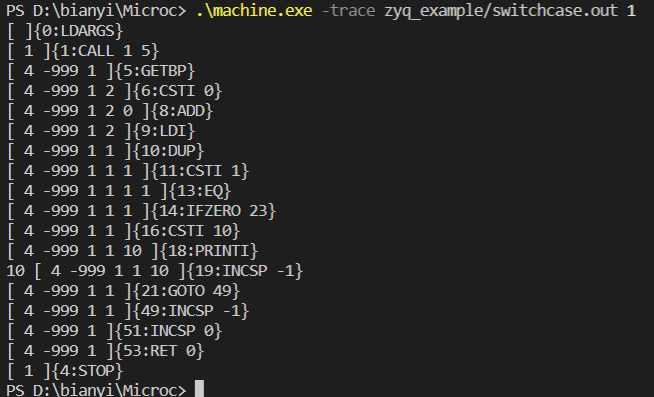 PS D:\bianyi\Microc> .\machine.exe -trace zyq_example/switchcase.out 1
[ ]{0:LDARGS}
[ 1 ]{1:CALL 1 5}
[ 4 -999 1 ]{5:GETBP}
[ 4 -999 1 2 ]{6:CSTI 0}
[ 4 -999 1 2 0 ]{8:ADD}
[ 4 -999 1 2 ]{9:LDI}
[ 4 -999 1 1 ]{10:DUP}
[ 4 -999 1 1 1 ]{11:CSTI 1}
[ 4 -999 1 1 1 1 ]{13:EQ}
[ 4 -999 1 1 1 ]{14:IFZERO 23}
[ 4 -999 1 1 ]{16:CSTI 10}
[ 4 -999 1 1 10 ]{18:PRINTI}
10 [ 4 -999 1 1 10 ]{19:INCSP -1}
[ 4 -999 1 1 ]{21:GOTO 49}
[ 4 -999 1 1 ]{49:INCSP -1}
[ 4 -999 1 ]{51:INCSP 0}
[ 4 -999 1 ]{53:RET 0}
[ 1 ]{4:STOP}
PS D:\bianyi\Microc>